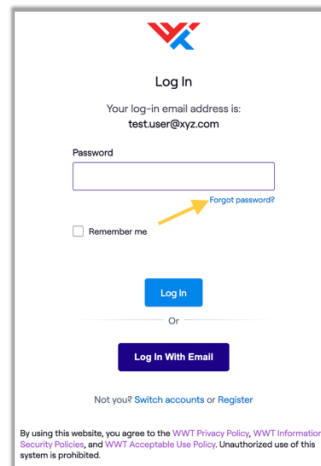 Log In
Your log-in email address is:
test.user@xyz.com
Password
Forgot password?
Remember me
Log In
Or
Log In With Email
Not you? Switch accounts or Register
By using this website, you agree to the WWT Privacy Policy, WWT Information
Security Policies, and WWT Acceptable Use Policy. Unauthorized use of this
system is prohibited.